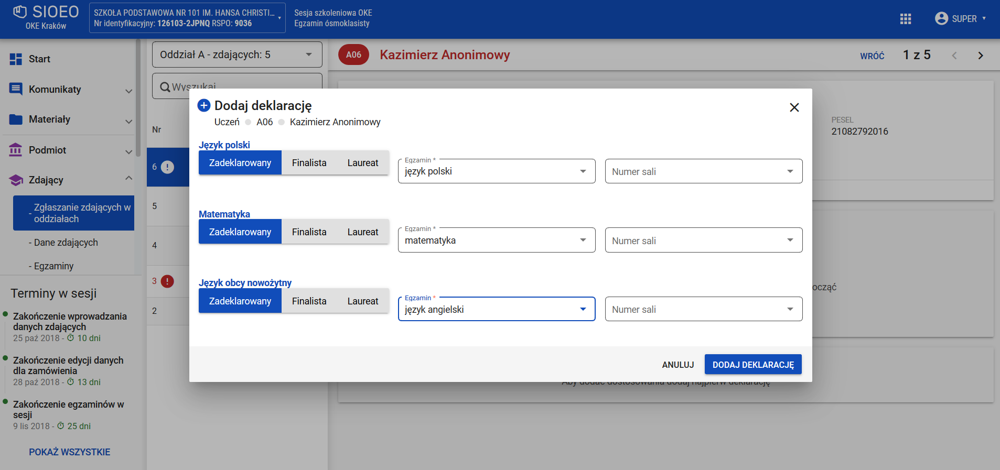 SIOEO
OKE Kraków
SZKOŁA PODSTAWOWA NR 101 IM. HANSA CHRISTI...
Nr identyfikacyjny: 126103-2JPNQ RSPO: 9036
Sesja szkoleniowa OKE
Egzamin ósmoklasisty
SUPER
Start
Komunikaty
Materiały
Podmiot
Zdający
- Zgłaszanie zdających w
oddziałach
- Dane zdających
- Egzaminy
Terminy w sesji
Zakończenie wprowadzania
danych zdających
25 paź 2018 - 10 dni
Zakończenie edycji danych
dla zamówienia
28 paź 2018 - 13 dni
Zakończenie egzaminów w
sesji
9 lis 2018 - 25 dni
POKAŻ WSZYSTKIE
Oddział A - zdających: 5
Wyszukaj
Nr
6
5
4
3
2
A06
Kazimierz Anonimowy
WRÓĆ
1 z 5
PESEL
21082792016
Dodaj deklarację
Uczeń A06 Kazimierz Anonimowy
Język polski
Zadeklarowany Finalista Laureat
Egzamin *
język polski
Numer sali
Matematyka
Zadeklarowany Finalista Laureat
Egzamin *
matematyka
Numer sali
Język obcy nowożytny
Zadeklarowany Finalista Laureat
Egzamin *
język angielski
Numer sali
ocząć
ANULUJ
DODAJ DEKLARACJĘ
Aby dodać dostosowania dodaj najpierw deklarację